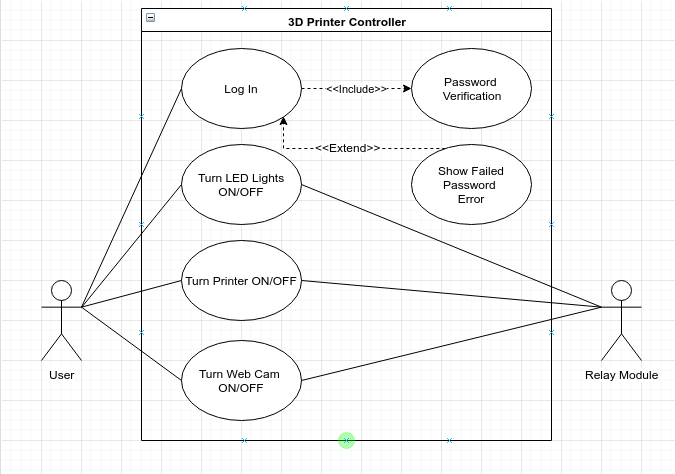 3D Printer Controller
Log In
<<Include>>
Password
Verification
<<Extend>>
Turn LED Lights
ON/OFF
Show Failed
Password
Error
Turn Printer ON/OFF
Turn Web Cam
ON/OFF
User
Relay Module